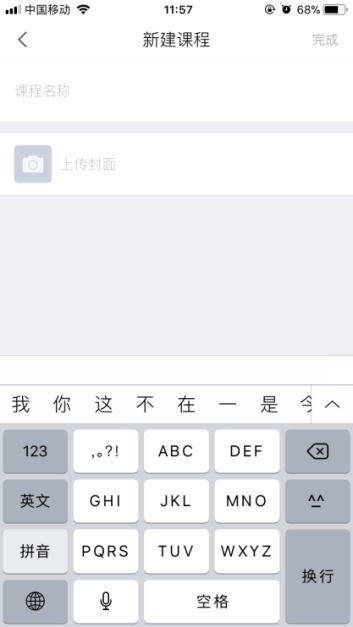 中国移动 11:57 68%
新建课程 完成
课程名称
上传封面
我 你 这 不 在 一 是
123 ,。?! ABC DEF
英文 GHI JKL MNO ^^
拼音 PQRS TUV WXYZ 换行
空格